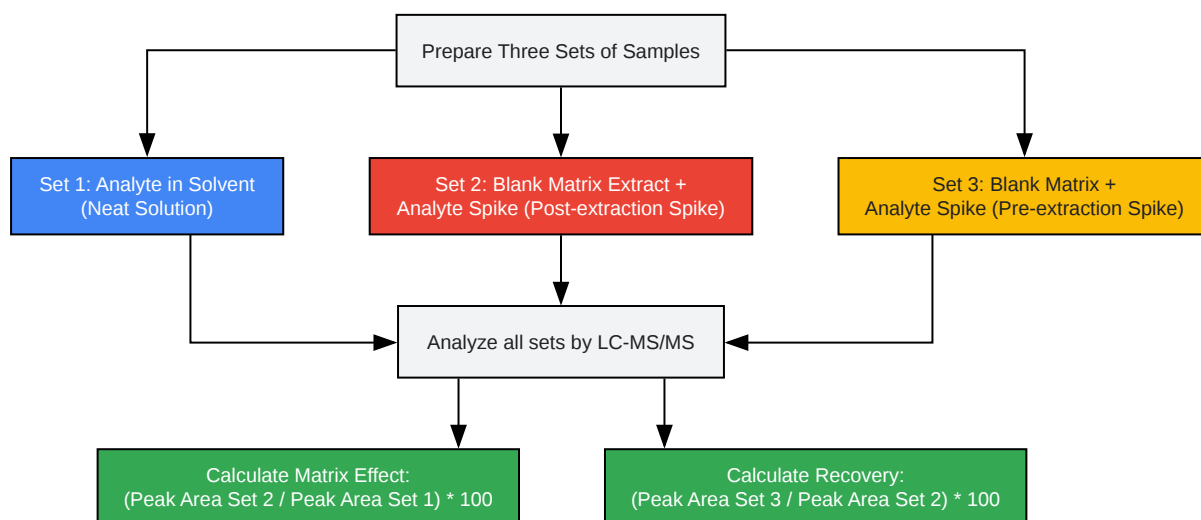 Prepare Three Sets of Samples
Set 1: Analyte in Solvent
(Neat Solution)
Set 2: Blank Matrix Extract +
Analyte Spike (Post-extraction Spike)
Set 3: Blank Matrix +
Analyte Spike (Pre-extraction Spike)
Analyze all sets by LC-MS/MS
Calculate Matrix Effect:
(Peak Area Set 2 / Peak Area Set 1) * 100
Calculate Recovery:
(Peak Area Set 3 / Peak Area Set 2) * 100